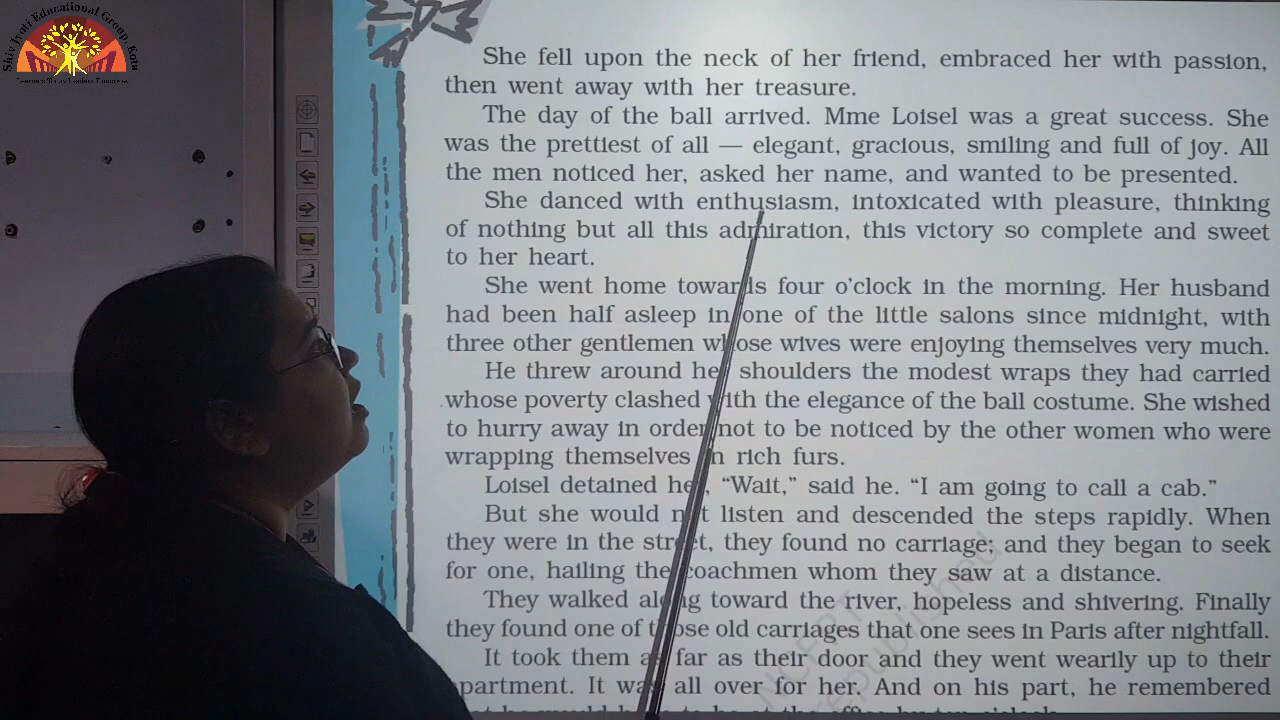 Shiv Jyoti Educational Group, Kota
She fell upon the neck of her friend, embraced her with passion,
then went away with her treasure.
The day of the ball arrived. Mme Loisel was a great success. She
was the prettiest of all — elegant, gracious, smiling and full of joy. All
the men noticed her, asked her name, and wanted to be presented.
She danced with enthusiasm, intoxicated with pleasure, thinking
of nothing but all this admiration, this victory so complete and sweet
to her heart.
She went home towards four o'clock in the morning. Her husband
had been half asleep in one of the little salons since midnight, with
three other gentlemen whose wives were enjoying themselves very much.
He threw around her shoulders the modest wraps they had carried
whose poverty clashed with the elegance of the ball costume. She wished
to hurry away in order not to be noticed by the other women who were
wrapping themselves in rich furs.
Loisel detained her, “Wait,” said he. “I am going to call a cab.”
But she would not listen and descended the steps rapidly. When
they were in the street, they found no carriage; and they began to seek
for one, hailing the coachmen whom they saw at a distance.
They walked along toward the river, hopeless and shivering. Finally
they found one of those old carriages that one sees in Paris after nightfall.
It took them as far as their door and they went wearily up to their
apartment. It was all over for her. And on his part, he remembered
NCERT
republished